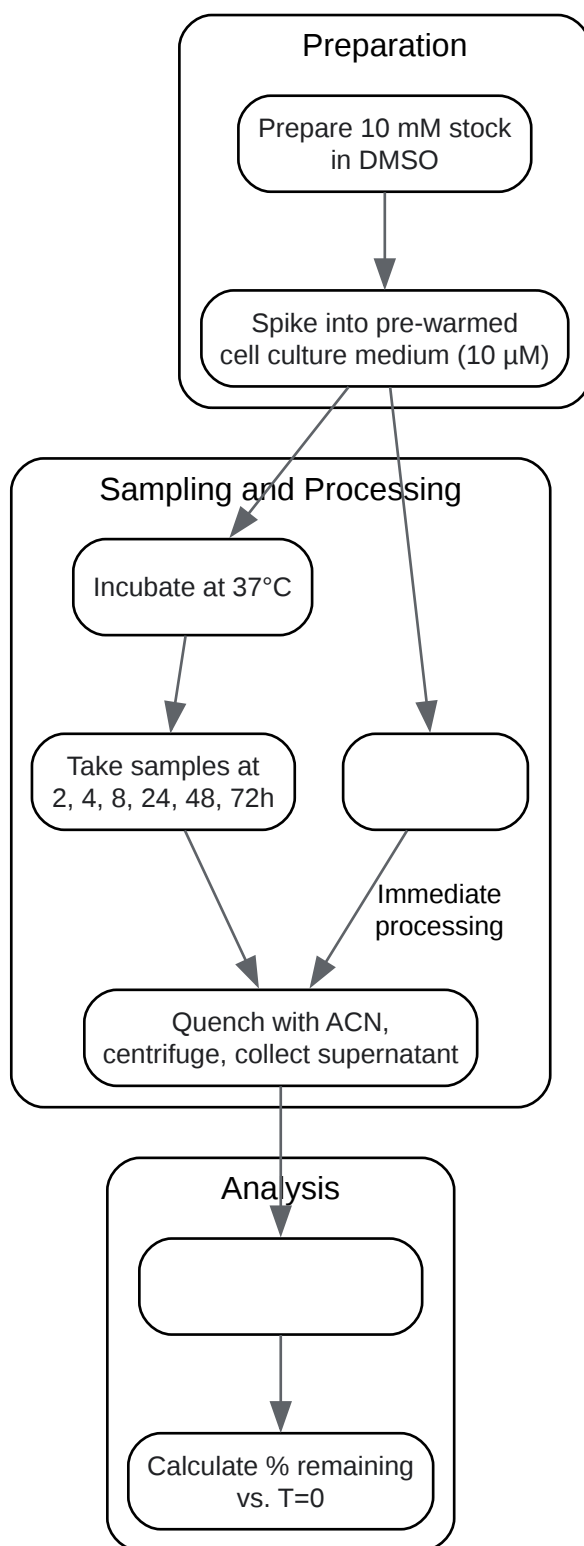 Preparation
Prepare 10 mM stock
in DMSO
Spike into pre-warmed
cell culture medium (10 µM)
Sampling and Processing
Incubate at 37°C
Take samples at
2, 4, 8, 24, 48, 72h
Immediate
processing
Quench with ACN,
centrifuge, collect supernatant
Analysis
Calculate % remaining
vs. T=0